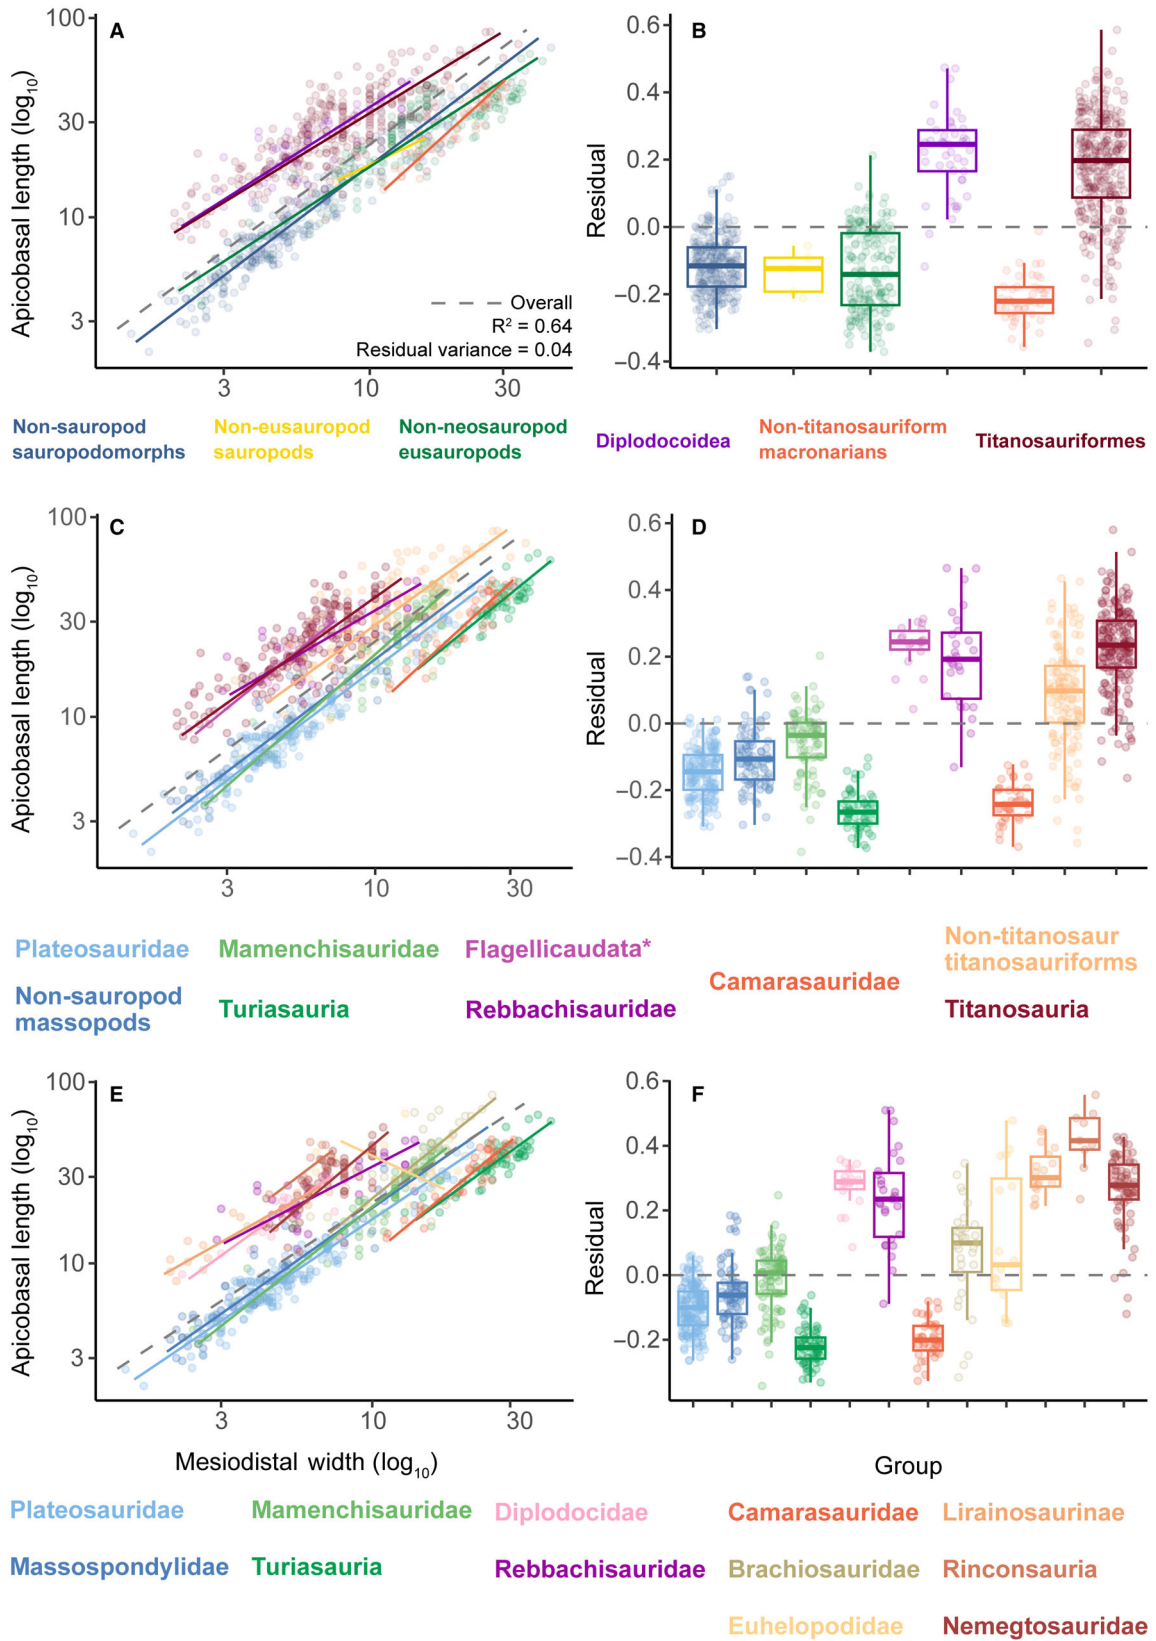 A
100
30
10
3
Apicobasal length (log10)
Overall
R² = 0.64
Residual variance = 0.04
3
10
30
B
0.6
0.4
0.2
0.0
−0.2
−0.4
Residual
Non-sauropod
sauropodomorphs
Non-eusauropod
sauropods
Non-neosauropod
eusauropods
Diplodocoidea
Non-titanosauriform
macronarians
Titanosauriformes
C
100
30
10
3
Apicobasal length (log10)
3
10
30
D
0.6
0.4
0.2
0.0
−0.2
−0.4
Residual
Plateosauridae
Non-sauropod
massopods
Mamenchisauridae
Turiasauria
Flagellicaudata*
Rebbachisauridae
Camarasauridae
Non-titanosaur
titanosauriforms
Titanosauria
E
100
30
10
3
Apicobasal length (log10)
3
10
30
Mesiodistal width (log10)
F
0.6
0.4
0.2
0.0
−0.2
Residual
Group
Plateosauridae
Massospondylidae
Mamenchisauridae
Turiasauria
Diplodocidae
Rebbachisauridae
Camarasauridae
Brachiosauridae
Euhelopodidae
Lirainosaurinae
Rinconsauria
Nemegtosauridae